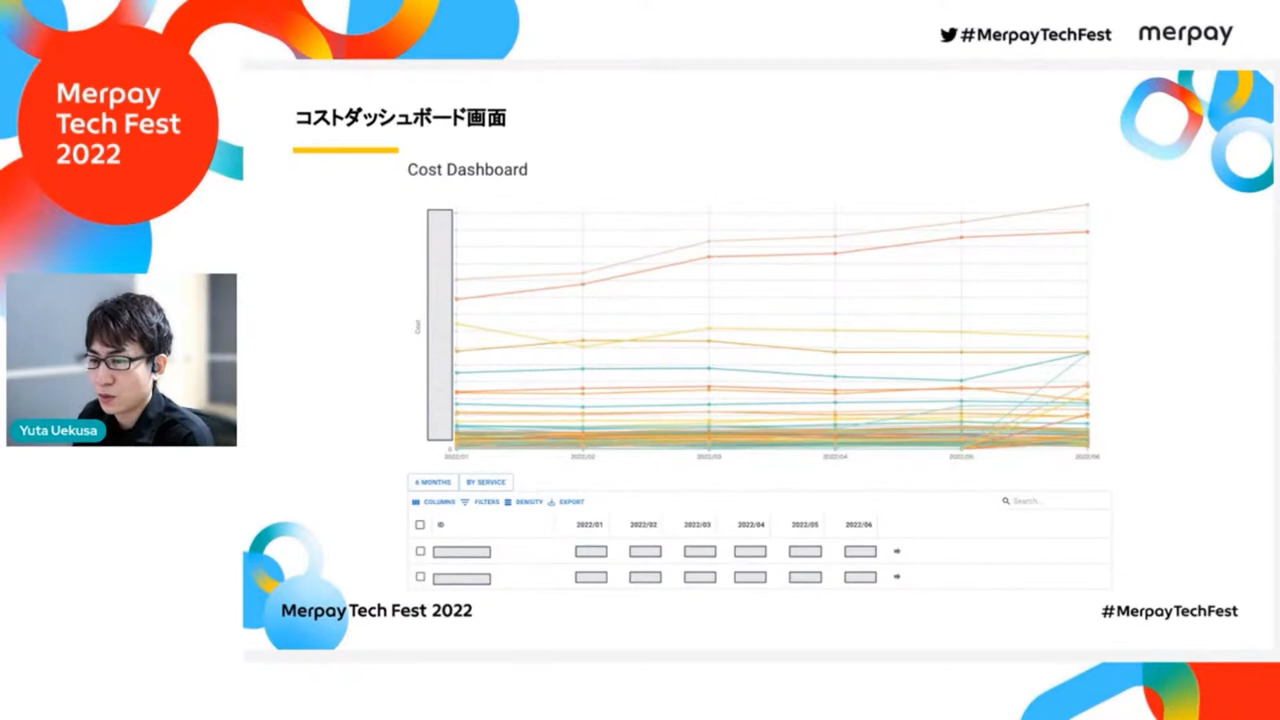 #MerpayTechFest
merpay
Merpay
Tech Fest
2022
コストダッシュボード画面
Cost Dashboard
Cost
0
2022/01 2022/02 2022/03 2022/04 2022/05 2022/06
6 MONTHS BY SERVICE
COLUMNS FILTERS DENSITY EXPORT
Search...
ID 2022/01 2022/02 2022/03 2022/04 2022/05 2022/06
Yuta Uekusa
Merpay Tech Fest 2022
#MerpayTechFest